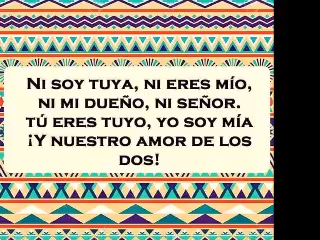 Ni soy tuya, ni eres mío,
ni mi dueño, ni señor.
tú eres tuyo, yo soy mía
¡Y nuestro amor de los
dos!